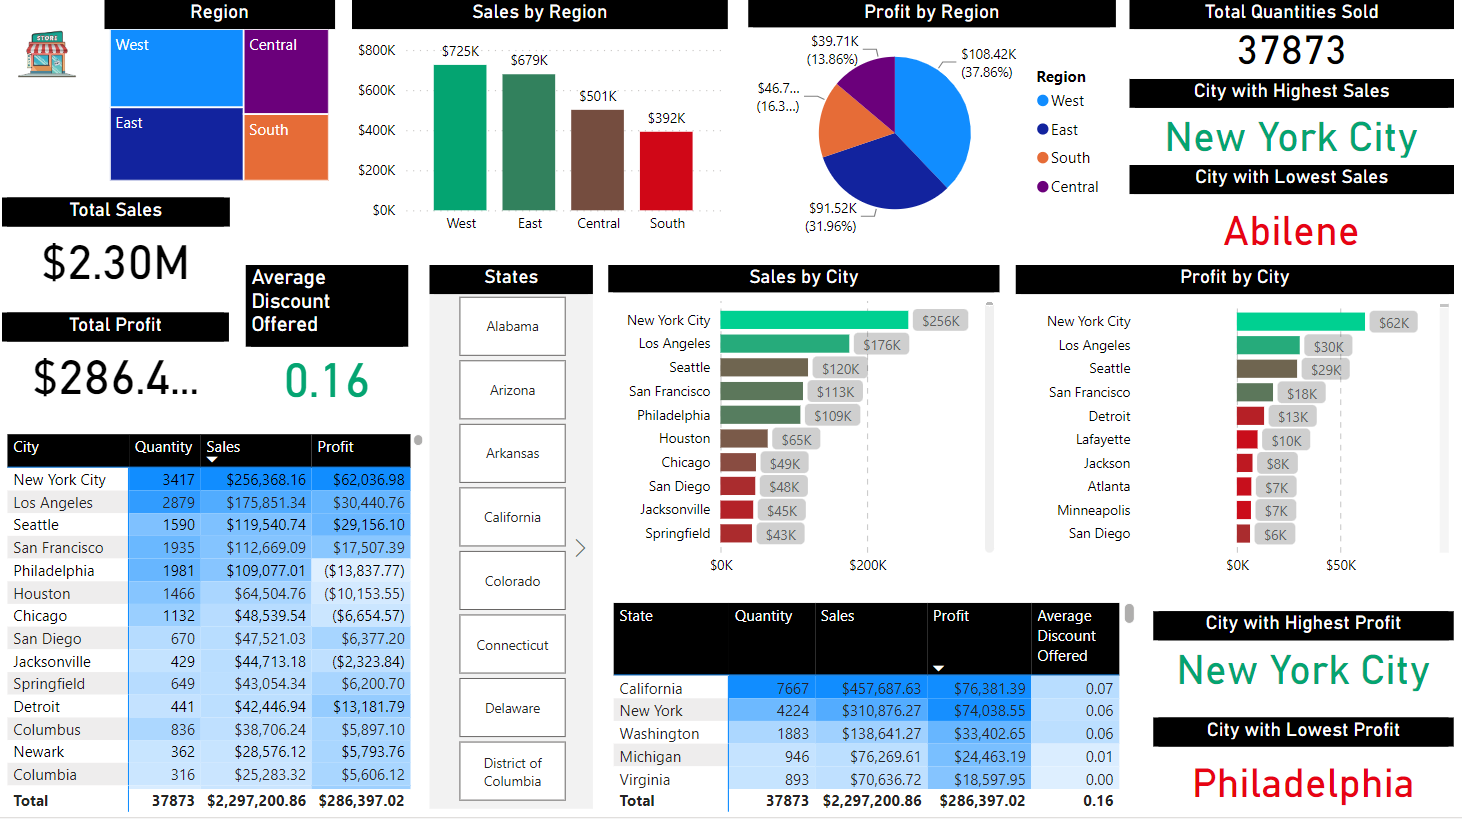 STORE
Region
West
Central
East
South
Total Sales
$2.30M
Total Profit
$286.4...
Average
Discount
Offered
0.16
Sales by Region
$800K
$600K
$400K
$200K
$0K
$725K
$679K
$501K
$392K
West East Central South
Profit by Region
$39.71K
(13.86%)
$108.42K
(37.86%)
$46.7...
(16.3...)
$91.52K
(31.96%)
Region
West
East
South
Central
Total Quantities Sold
37873
City with Highest Sales
New York City
City with Lowest Sales
Abilene
States
Alabama
Arizona
Arkansas
California
Colorado
Connecticut
Delaware
District of
Columbia
Sales by City
New York City $256K
Los Angeles $176K
Seattle $120K
San Francisco $113K
Philadelphia $109K
Houston $65K
Chicago $49K
San Diego $48K
Jacksonville $45K
Springfield $43K
$0K $200K
Profit by City
New York City $62K
Los Angeles $30K
Seattle $29K
San Francisco $18K
Detroit $13K
Lafayette $10K
Jackson $8K
Atlanta $7K
Minneapolis $7K
San Diego $6K
$0K $50K
City Quantity Sales Profit
New York City 3417 $256,368.16 $62,036.98
Los Angeles 2879 $175,851.34 $30,440.76
Seattle 1590 $119,540.74 $29,156.10
San Francisco 1935 $112,669.09 $17,507.39
Philadelphia 1981 $109,077.01 ($13,837.77)
Houston 1466 $64,504.76 ($10,153.55)
Chicago 1132 $48,539.54 ($6,654.57)
San Diego 670 $47,521.03 $6,377.20
Jacksonville 429 $44,713.18 ($2,323.84)
Springfield 649 $43,054.34 $6,200.70
Detroit 441 $42,446.94 $13,181.79
Columbus 836 $38,706.24 $5,897.10
Newark 362 $28,576.12 $5,793.76
Columbia 316 $25,283.32 $5,606.12
Total 37873 $2,297,200.86 $286,397.02
State Quantity Sales Profit Average
Discount
Offered
California 7667 $457,687.63 $76,381.39 0.07
New York 4224 $310,876.27 $74,038.55 0.06
Washington 1883 $138,641.27 $33,402.65 0.06
Michigan 946 $76,269.61 $24,463.19 0.01
Virginia 893 $70,636.72 $18,597.95 0.00
Total 37873 $2,297,200.86 $286,397.02 0.16
City with Highest Profit
New York City
City with Lowest Profit
Philadelphia